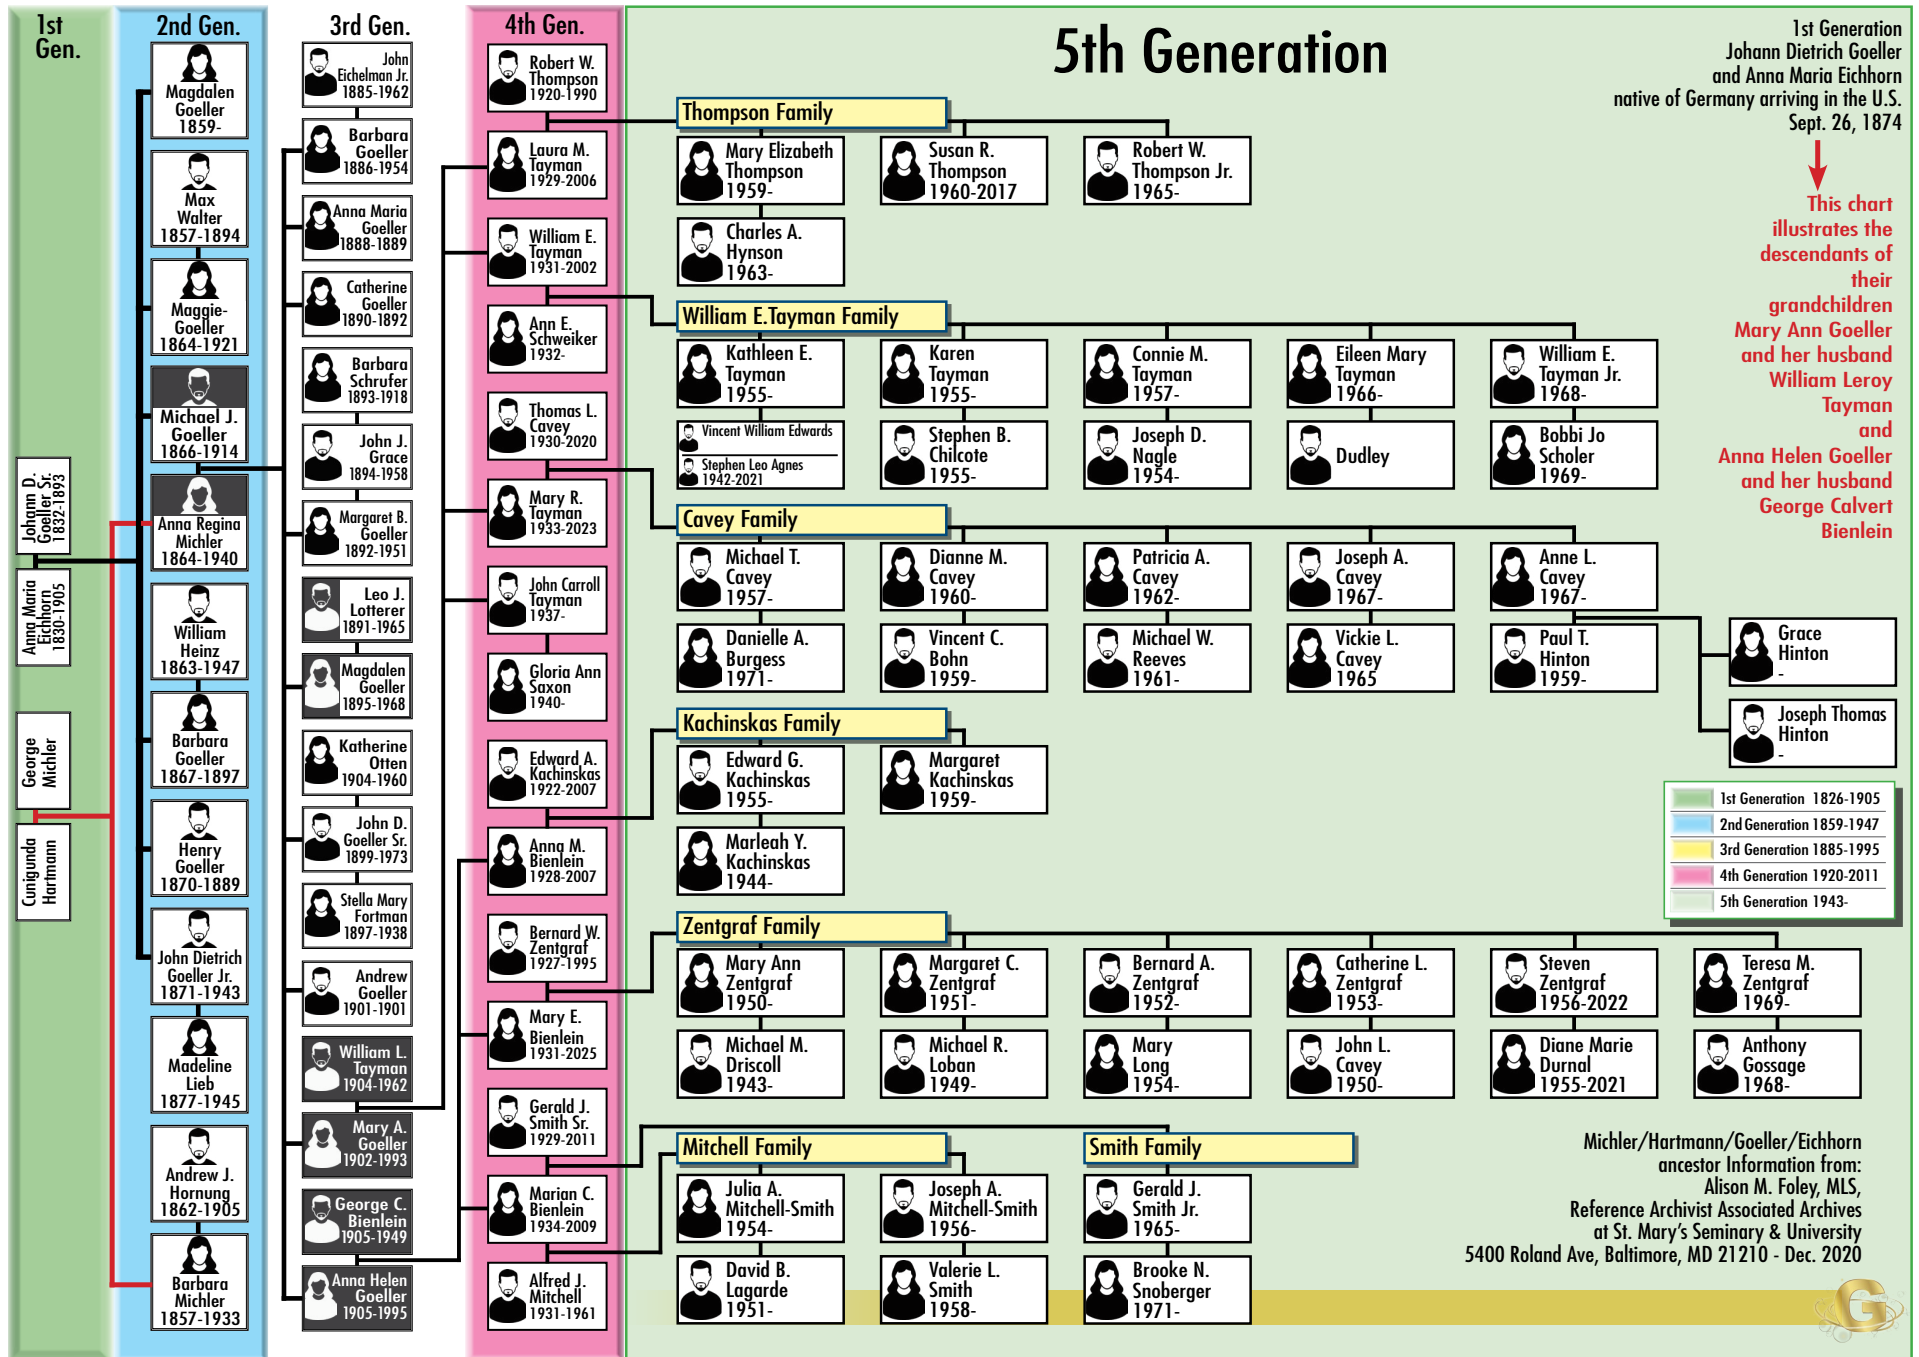 1st
Gen.
Johann D.
Goeller Sr.
1832-1893
Anna Maria
Eichhorn
1830-1905
George
Michler
Cunigunda
Hartmann
2nd Gen.
Magdalen
Goeller
1859-
Max
Walter
1857-1894
Maggie-
Goeller
1864-1921
Michael J.
Goeller
1866-1914
Anna Regina
Michler
1864-1940
William
Heinz
1863-1947
Barbara
Goeller
1867-1897
Henry
Goeller
1870-1889
John Dietrich
Goeller Jr.
1871-1943
Madeline
Lieb
1877-1945
Andrew J.
Hornung
1862-1905
Barbara
Michler
1857-1933
3rd Gen.
John
Eichelman Jr.
1885-1962
Barbara
Goeller
1886-1954
Anna Maria
Goeller
1888-1889
Catherine
Goeller
1890-1892
Barbara
Schrufer
1893-1918
John J.
Grace
1894-1958
Margaret B.
Goeller
1892-1951
Leo J.
Lotterer
1891-1965
Magdalen
Goeller
1895-1968
Katherine
Otten
1904-1960
John D.
Goeller Sr.
1899-1973
Stella Mary
Fortman
1897-1938
Andrew
Goeller
1901-1901
William L.
Tayman
1904-1962
Mary A.
Goeller
1902-1993
George C.
Bienlein
1905-1949
Anna Helen
Goeller
1905-1995
4th Gen.
Robert W.
Thompson
1920-1990
Laura M.
Tayman
1929-2006
William E.
Tayman
1931-2002
Ann E.
Schweiker
1932-
Thomas L.
Cavey
1930-2020
Mary R.
Tayman
1933-2023
John Carroll
Tayman
1937-
Gloria Ann
Saxon
1940-
Edward A.
Kachinskas
1922-2007
Anna M.
Bienlein
1928-2007
Bernard W.
Zentgraf
1927-1995
Mary E.
Bienlein
1931-2025
Gerald J.
Smith Sr.
1929-2011
Marian C.
Bienlein
1934-2009
Alfred J.
Mitchell
1931-1961
5th Generation
Thompson Family
Mary Elizabeth
Thompson
1959-
Susan R.
Thompson
1960-2017
Robert W.
Thompson Jr.
1965-
Charles A.
Hynson
1963-
William E.Tayman Family
Kathleen E.
Tayman
1955-
Karen
Tayman
1955-
Connie M.
Tayman
1957-
Eileen Mary
Tayman
1966-
William E.
Tayman Jr.
1968-
Vincent William Edwards
Stephen Leo Agnes
1942-2021
Stephen B.
Chilcote
1955-
Joseph D.
Nagle
1954-
Dudley
Bobbi Jo
Scholer
1969-
Cavey Family
Michael T.
Cavey
1957-
Dianne M.
Cavey
1960-
Patricia A.
Cavey
1962-
Joseph A.
Cavey
1967-
Anne L.
Cavey
1967-
Danielle A.
Burgess
1971-
Vincent C.
Bohn
1959-
Michael W.
Reeves
1961-
Vickie L.
Cavey
1965
Paul T.
Hinton
1959-
Grace
Hinton
-
Joseph Thomas
Hinton
-
Kachinskas Family
Edward G.
Kachinskas
1955-
Margaret
Kachinskas
1959-
Marleah Y.
Kachinskas
1944-
Zentgraf Family
Mary Ann
Zentgraf
1950-
Margaret C.
Zentgraf
1951-
Bernard A.
Zentgraf
1952-
Catherine L.
Zentgraf
1953-
Steven
Zentgraf
1956-2022
Teresa M.
Zentgraf
1969-
Michael M.
Driscoll
1943-
Michael R.
Loban
1949-
Mary
Long
1954-
John L.
Cavey
1950-
Diane Marie
Durnal
1955-2021
Anthony
Gossage
1968-
Mitchell Family
Julia A.
Mitchell-Smith
1954-
Joseph A.
Mitchell-Smith
1956-
David B.
Lagarde
1951-
Valerie L.
Smith
1958-
Smith Family
Gerald J.
Smith Jr.
1965-
Brooke N.
Snoberger
1971-
1st Generation
Johann Dietrich Goeller
and Anna Maria Eichhorn
native of Germany arriving in the U.S.
Sept. 26, 1874
This chart
illustrates the
descendants of
their
grandchildren
Mary Ann Goeller
and her husband
William Leroy
Tayman
and
Anna Helen Goeller
and her husband
George Calvert
Bienlein
1st Generation 1826-1905
2nd Generation 1859-1947
3rd Generation 1885-1995
4th Generation 1920-2011
5th Generation 1943-
Michler/Hartmann/Goeller/Eichhorn
ancestor Information from:
Alison M. Foley, MLS,
Reference Archivist Associated Archives
at St. Mary's Seminary & University
5400 Roland Ave, Baltimore, MD 21210 - Dec. 2020
G